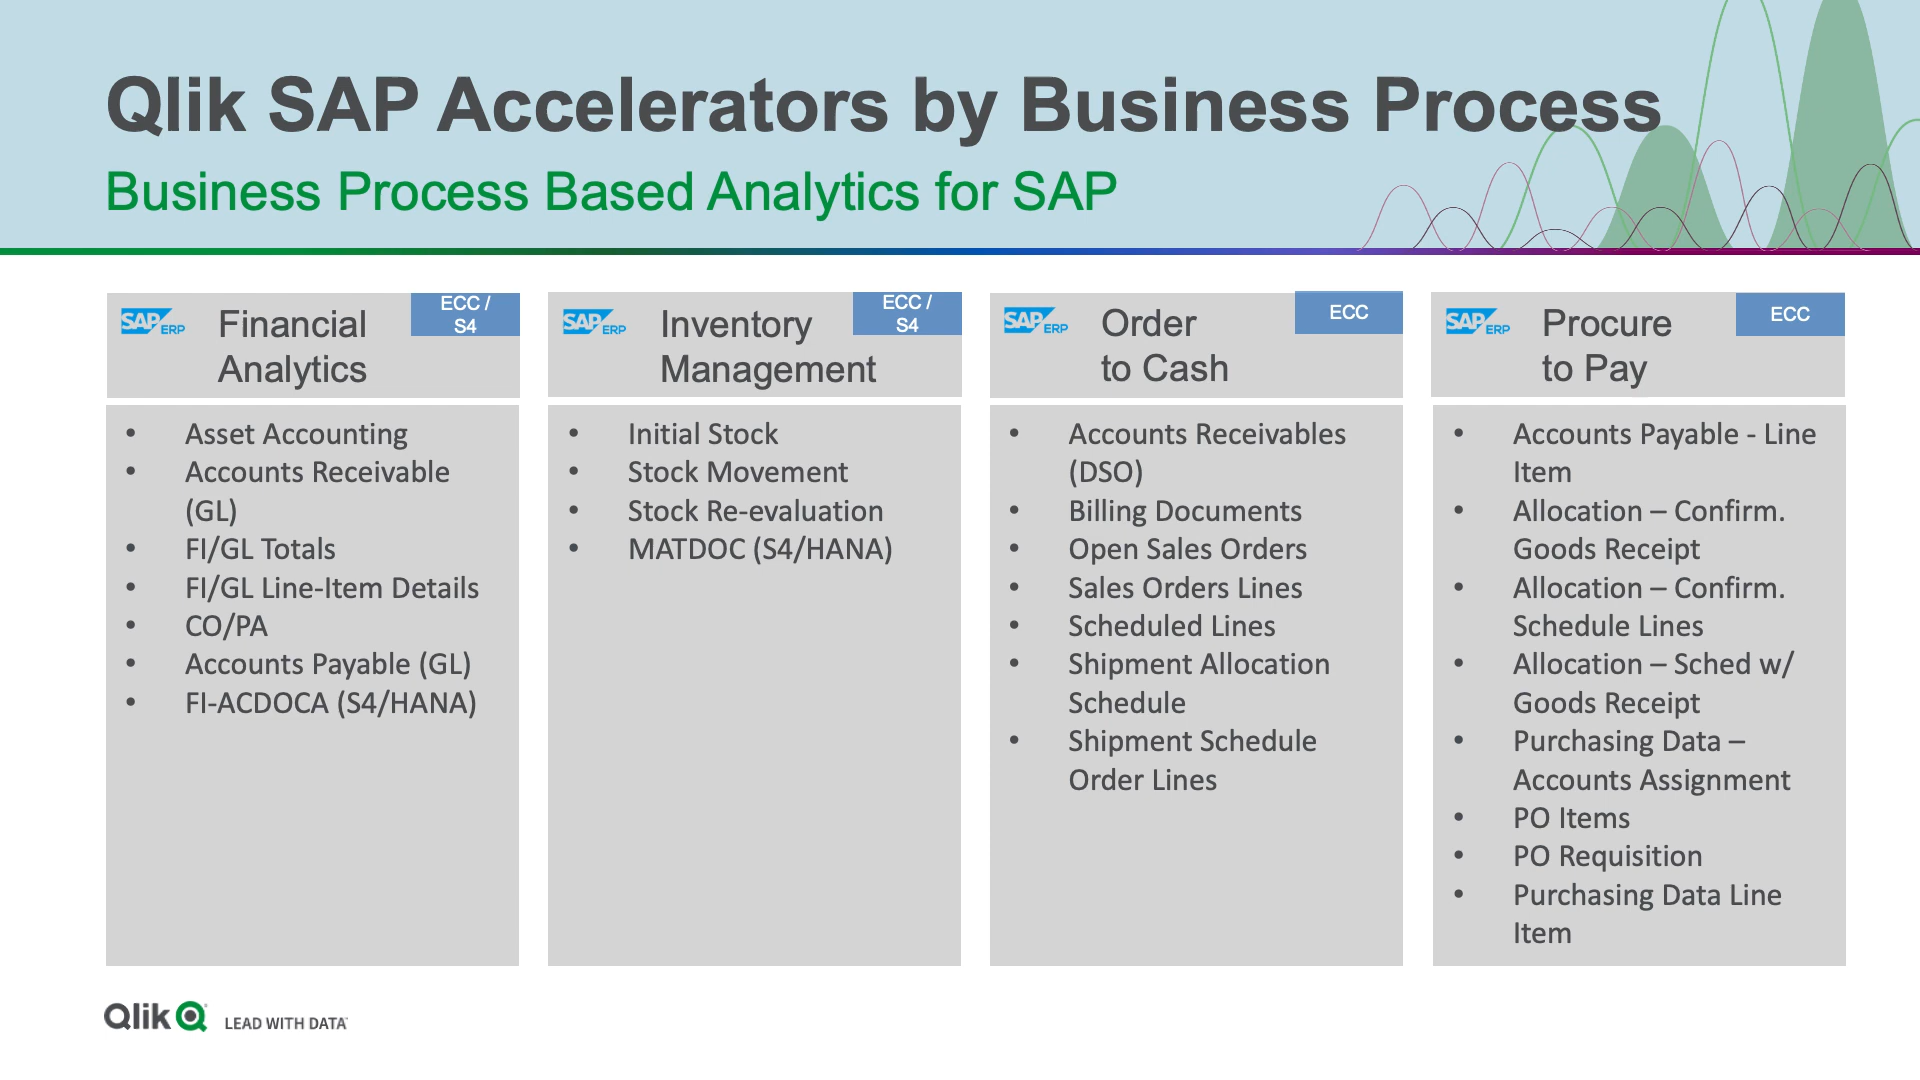 Qlik SAP Accelerators by Business Process
Business Process Based Analytics for SAP
SAP ERP
Financial
Analytics
ECC /
S4
• Asset Accounting
• Accounts Receivable
(GL)
• FI/GL Totals
• FI/GL Line-Item Details
• CO/PA
• Accounts Payable (GL)
• FI-ACDOCA (S4/HANA)
SAP ERP
Inventory
Management
ECC /
S4
• Initial Stock
• Stock Movement
• Stock Re-evaluation
• MATDOC (S4/HANA)
SAP ERP
Order
to Cash
ECC
• Accounts Receivables
(DSO)
• Billing Documents
• Open Sales Orders
• Sales Orders Lines
• Scheduled Lines
• Shipment Allocation
Schedule
• Shipment Schedule
Order Lines
SAP ERP
Procure
to Pay
ECC
• Accounts Payable - Line
Item
• Allocation – Confirm.
Goods Receipt
• Allocation – Confirm.
Schedule Lines
• Allocation – Sched w/
Goods Receipt
• Purchasing Data –
Accounts Assignment
• PO Items
• PO Requisition
• Purchasing Data Line
Item
Qlik LEAD WITH DATA